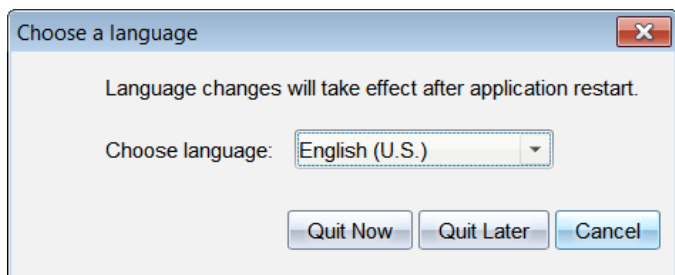 Choose a language
Language changes will take effect after application restart.
Choose language: English (U.S.)
Quit Now Quit Later Cancel